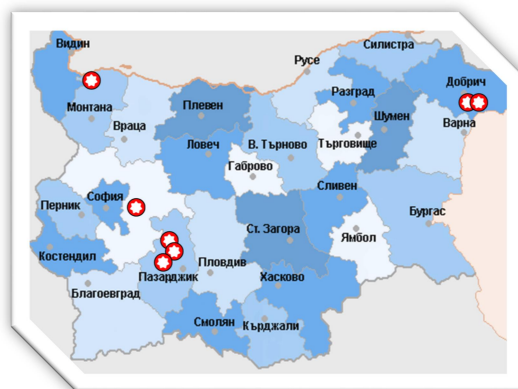 Видин
Силистра
Русе
Добрич
Разград
Монтана
Плевен
Шумен
Варна
Враца
Ловеч
В. Търново
Търговище
Габрово
Сливен
София
Перник
Бургас
Ст. Загора
Ямбол
Костендил
Пловдив
Пазарджик
Хасково
Благоевград
Смолян
Кърджали